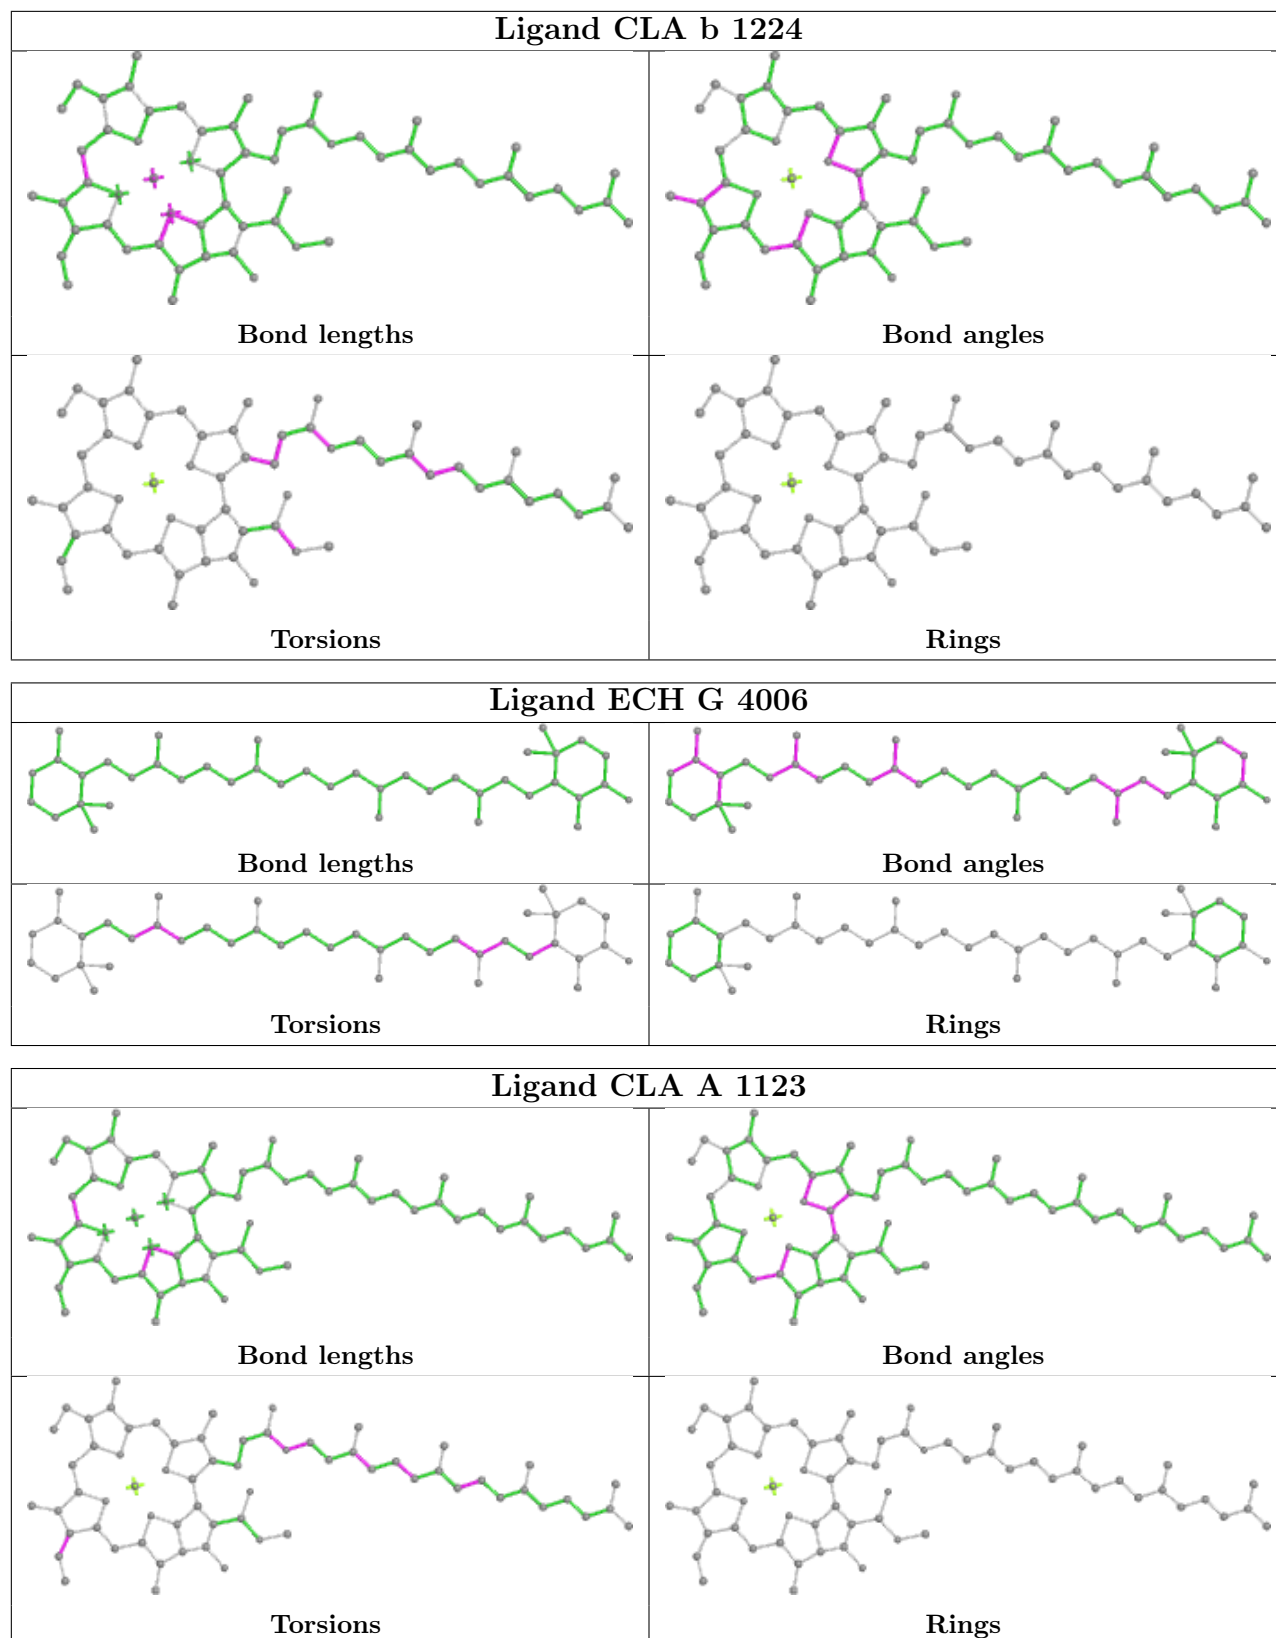 Ligand CLA b 1224
Bond lengths
Bond angles
Torsions
Rings
Ligand ECH G 4006
Bond lengths
Bond angles
Torsions
Rings
Ligand CLA A 1123
Bond lengths
Bond angles
Torsions
Rings